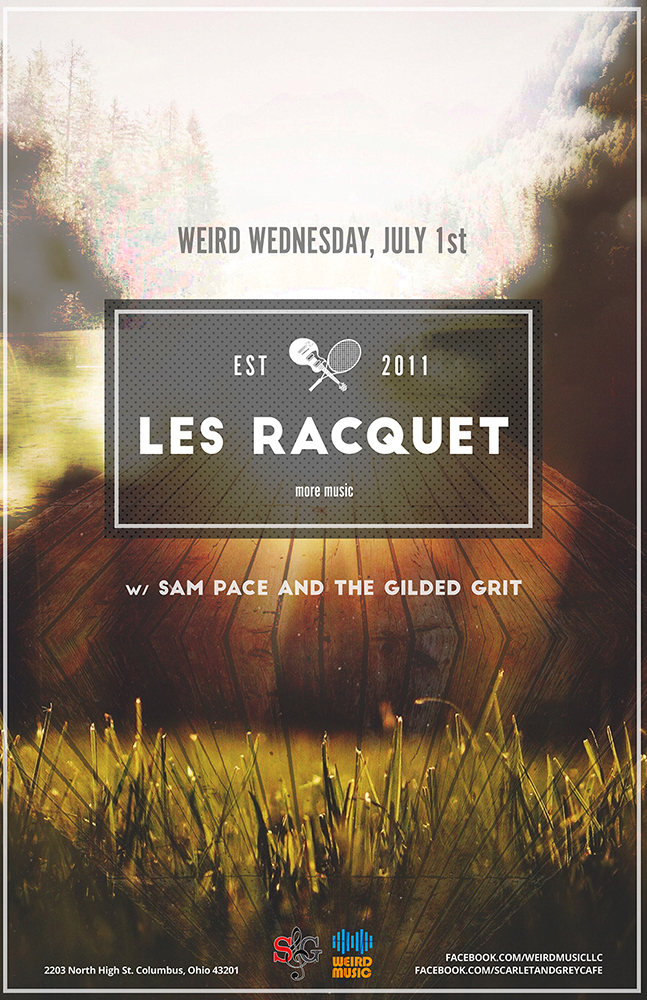 WEIRD WEDNESDAY, JULY 1st
EST 2011
LES RACQUET
more music
w/ SAM PACE AND THE GILDED GRIT
S G
WEIRD
MUSIC
2203 North High St. Columbus, Ohio 43201
FACEBOOK.COM/WEIRDMUSICLLC
FACEBOOK.COM/SCARLETANDGREYCAFE